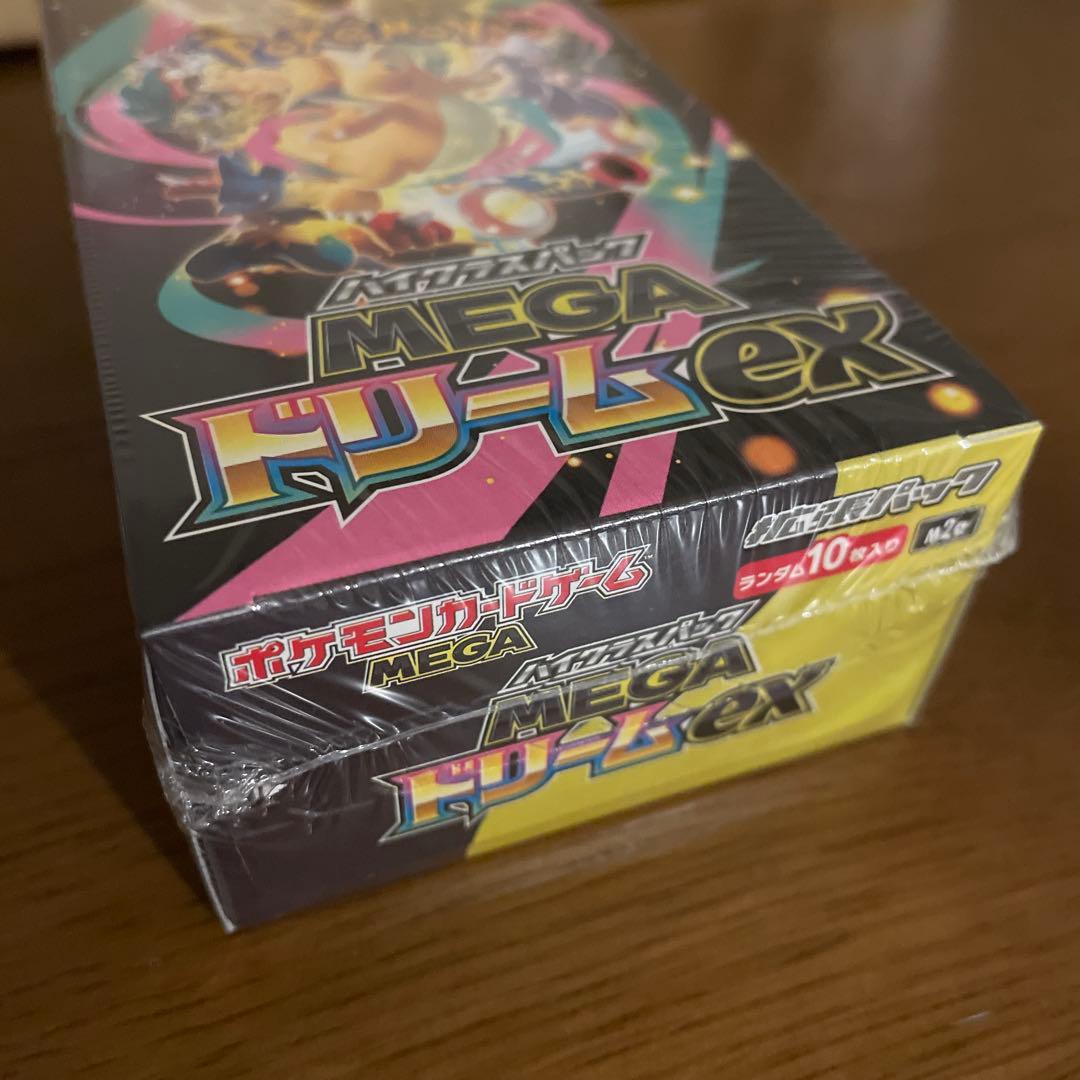 POKÉMON
ハイクラスパック
MEGA
ドリームex
拡張パック
ランダム10枚入り
M2a
ポケモンカードゲーム
MEGA
ハイクラスパック
MEGA
ドリームex